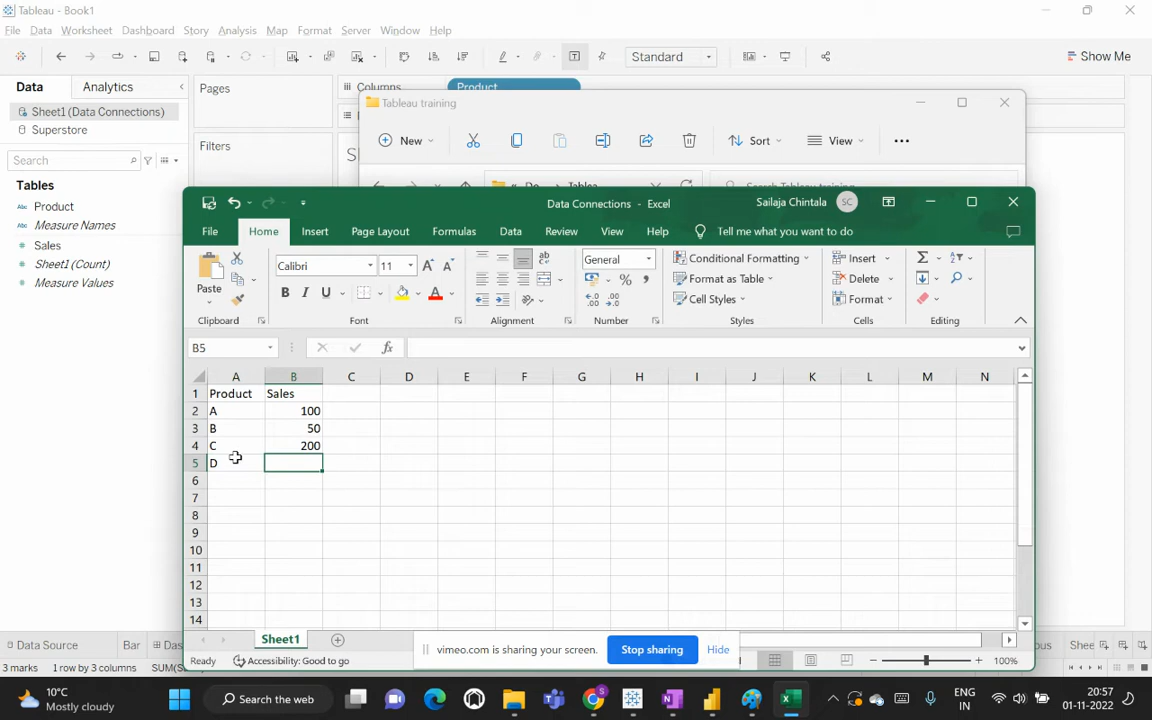 Tableau - Book1
File Data Worksheet Dashboard Story Analysis Map Format Server Window Help
Standard
Show Me
Data Analytics
Pages
Columns Product
Sheet1 (Data Connections)
Superstore
Tableau training
Search
Filters
New Sort View
Tables
Abc Product
Abc Measure Names
Sales
Sheet1 (Count)
Measure Values
Search Tableau training
Data Connections - Excel
Sailaja Chintala SC
File Home Insert Page Layout Formulas Data Review View Help Tell me what you want to do
Paste
Calibri 11
B I U
General
Conditional Formatting
Format as Table
Cell Styles
Insert
Delete
Format
Clipboard Font Alignment Number Styles Cells Editing
B5
fx
A B C D E F G H I J K L M N
1 Product Sales
2 A 100
3 B 50
4 C 200
5 D
6
7
8
9
10
11
12
13
14
Sheet1
Ready Accessibility: Good to go
100%
vimeo.com is sharing your screen. Stop sharing Hide
Data Source Bar
3 marks 1 row by 3 columns
10°C
Mostly cloudy
Search the web
ENG
IN
20:57
01-11-2022